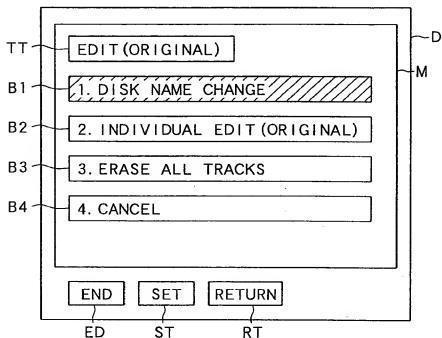 TT EDIT(ORIGINAL) D
M
B1 1. DISK NAME CHANGE
B2 2. INDIVIDUAL EDIT(ORIGINAL)
B3 3. ERASE ALL TRACKS
B4 4. CANCEL
END SET RETURN
ED ST RT